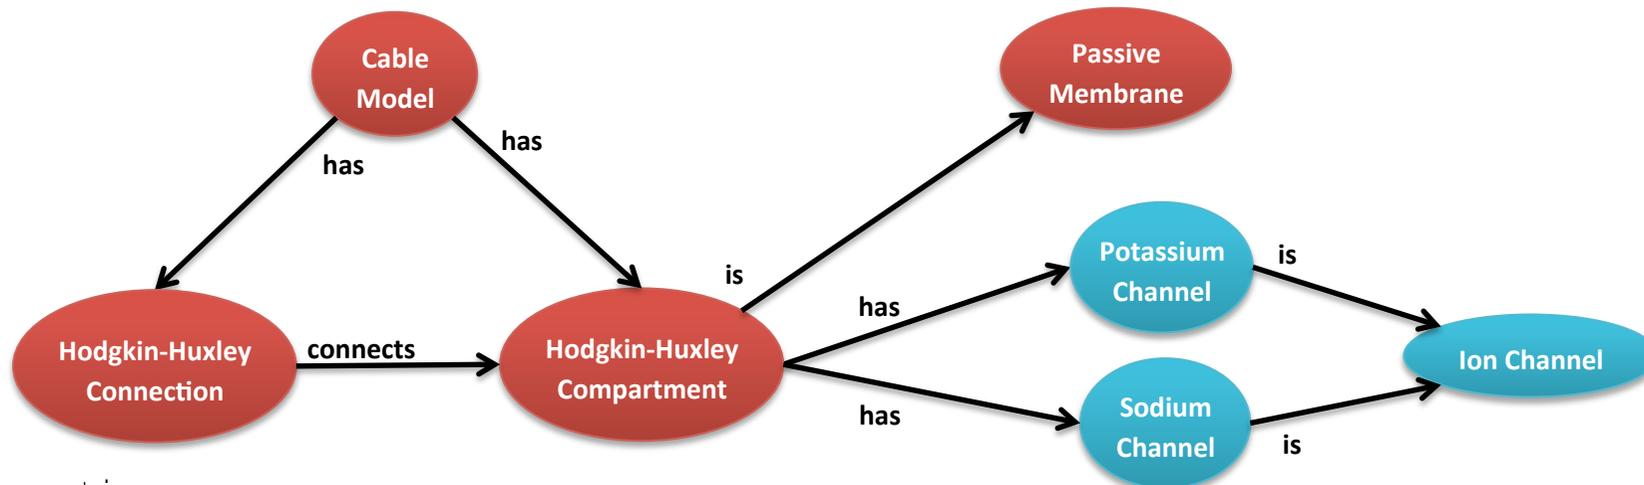 Cable
Model
Passive
Membrane
has
has
Potassium
Channel
is
is
has
Hodgkin-Huxley
Connection
connects
Hodgkin-Huxley
Compartment
Ion Channel
has
Sodium
Channel
is